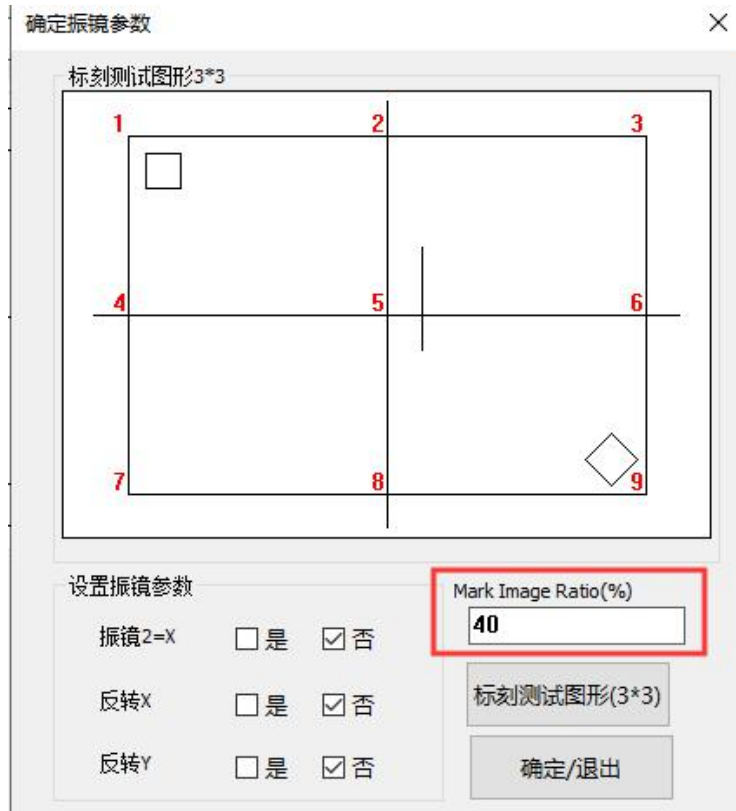 确定振镜参数
标刻测试图形3*3
1 2 3
4 5 6
7 8 9
设置振镜参数
Mark Image Ratio(%)
振镜2=X 是 否
40
反转X 是 否
标刻测试图形(3*3)
反转Y 是 否
确定/退出